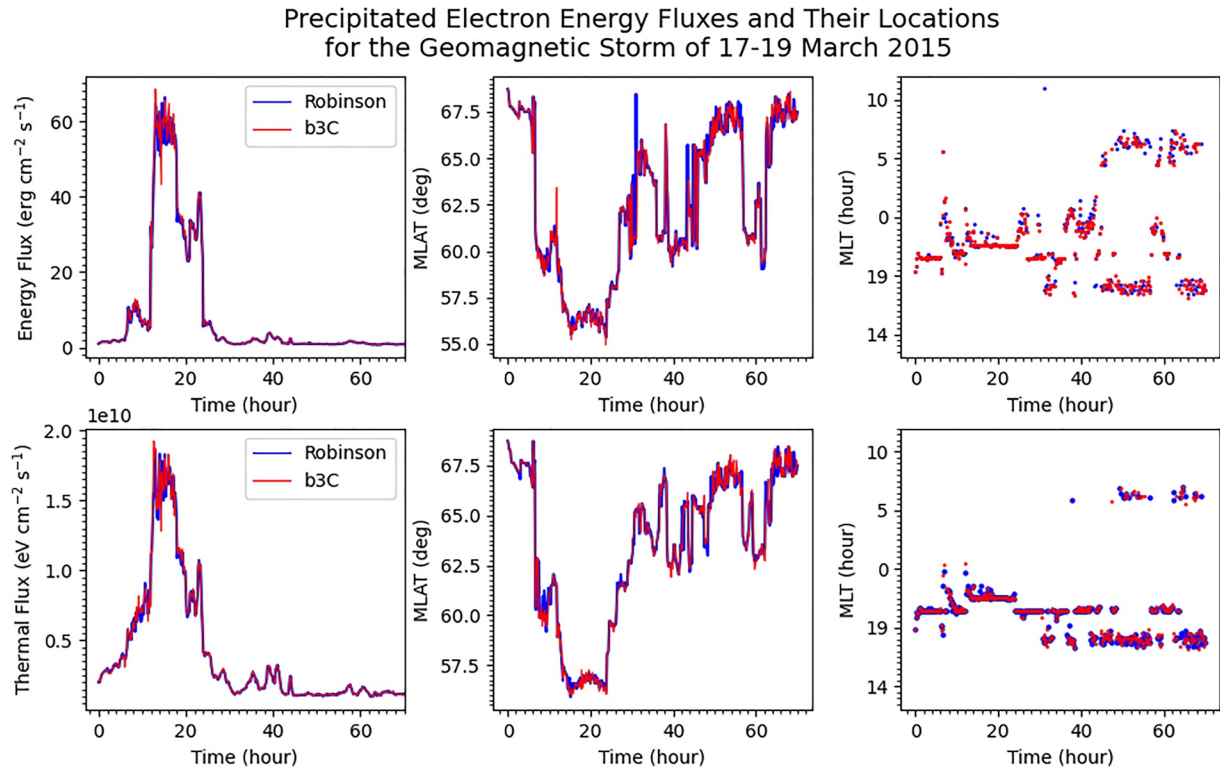 Precipitated Electron Energy Fluxes and Their Locations
for the Geomagnetic Storm of 17-19 March 2015
Energy Flux (erg cm⁻² s⁻¹)
60
40
20
0
Robinson
b3C
0 20 40 60
Time (hour)
MLAT (deg)
67.5
65.0
62.5
60.0
57.5
55.0
0 20 40 60
Time (hour)
MLT (hour)
10
5
0
19
14
0 20 40 60
Time (hour)
1e10
Thermal Flux (eV cm⁻² s⁻¹)
2.0
1.5
1.0
0.5
Robinson
b3C
0 20 40 60
Time (hour)
MLAT (deg)
67.5
65.0
62.5
60.0
57.5
0 20 40 60
Time (hour)
MLT (hour)
10
5
0
19
14
0 20 40 60
Time (hour)